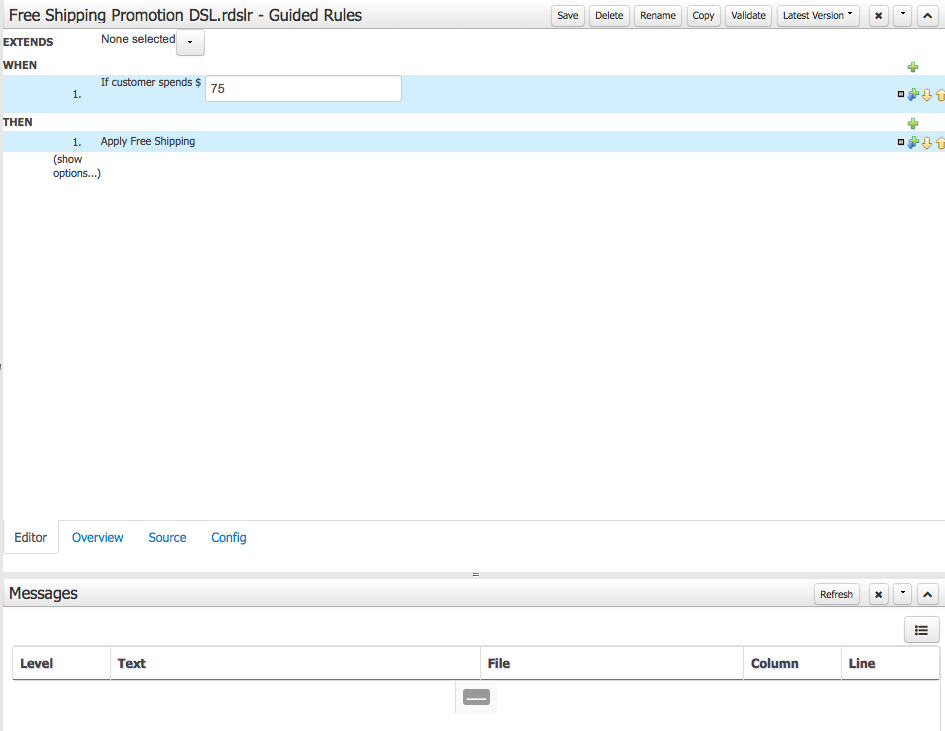 Free Shipping Promotion DSL.rdslr - Guided Rules
Save
Delete
Rename
Copy
Validate
Latest Version
EXTENDS
None selected
WHEN
1.
If customer spends $
75
THEN
1.
Apply Free Shipping
(show
options...)
Editor
Overview
Source
Config
Messages
Refresh
Level
Text
File
Column
Line